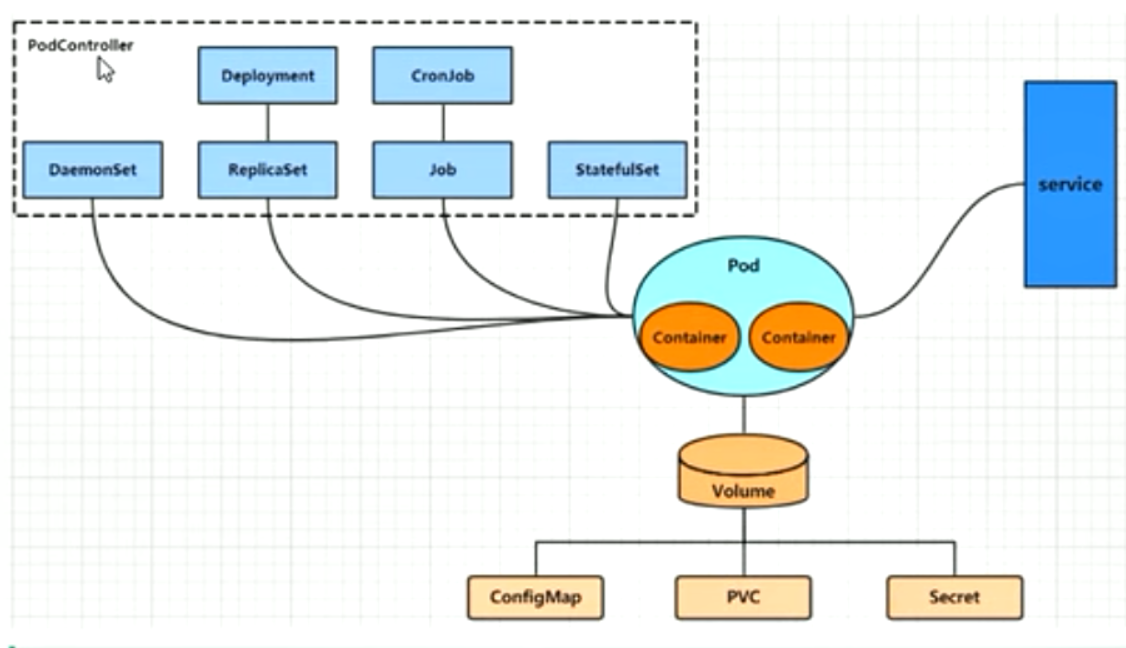 PodController
Deployment
CronJob
DaemonSet
ReplicaSet
Job
StatefulSet
service
Pod
Container
Container
Volume
ConfigMap
PVC
Secret